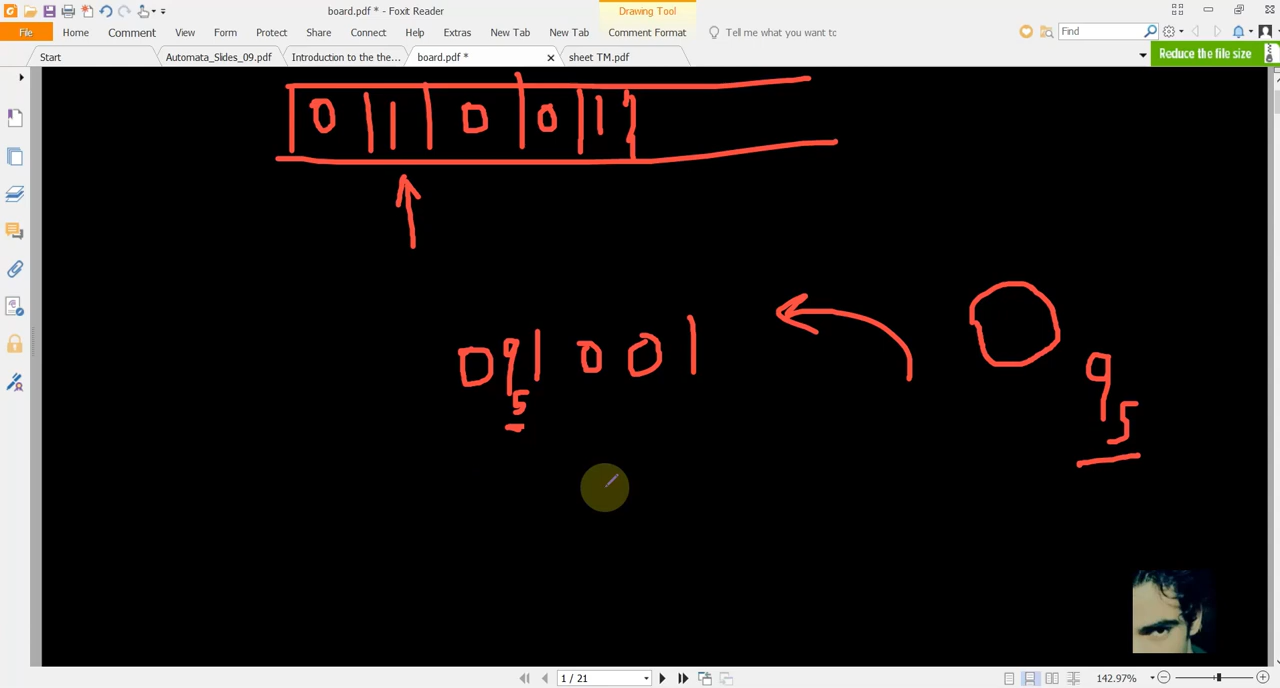 board.pdf * - Foxit Reader
Drawing Tool
File Home Comment View Form Protect Share Connect Help Extras New Tab New Tab Comment Format Tell me what you want to Find
Start Automata_Slides_09.pdf Introduction to the the... board.pdf * sheet TM.pdf Reduce the file size
0 1 0 0 1
0 q5 1 0 0 1
q5
1 / 21 142.97%